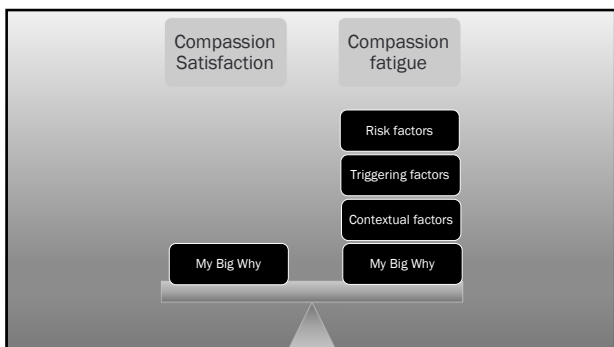 Compassion
Satisfaction
Compassion
fatigue
Risk factors
Triggering factors
Contextual factors
My Big Why
My Big Why